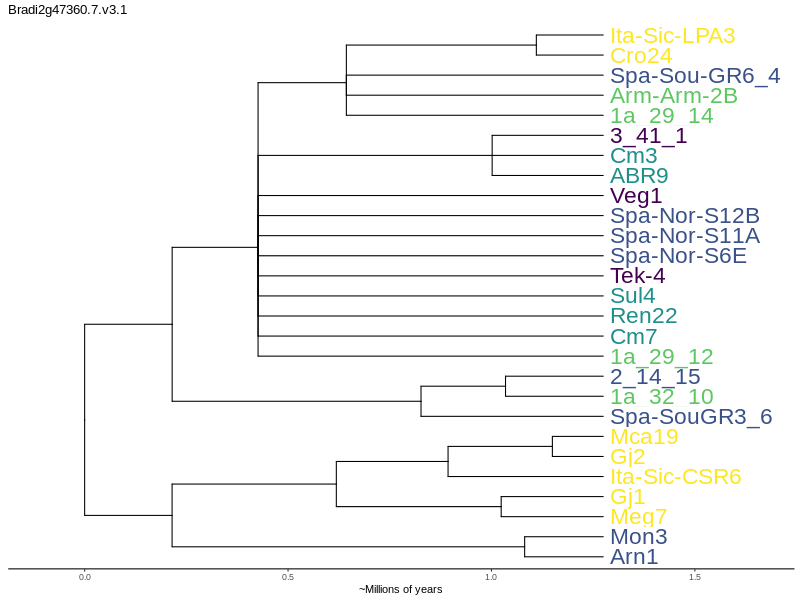 Bradi2g47360.7.v3.1
Ita-Sic-LPA3
Cro24
Spa-Sou-GR6_4
Arm-Arm-2B
1a_29_14
3_41_1
Cm3
ABR9
Veg1
Spa-Nor-S12B
Spa-Nor-S11A
Spa-Nor-S6E
Tek-4
Sul4
Ren22
Cm7
1a_29_12
2_14_15
1a_32_10
Spa-SouGR3_6
Mca19
Gj2
Ita-Sic-CSR6
Gj1
Meg7
Mon3
Arn1
0.0 0.5 1.0 1.5
~Millions of years